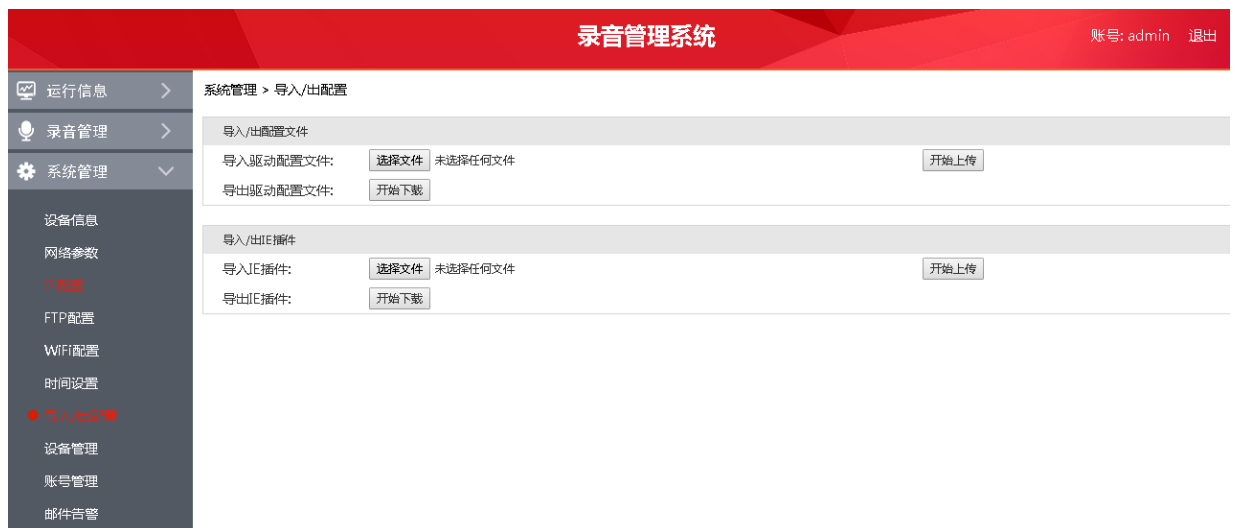 录音管理系统
账号: admin 退出
运行信息
录音管理
系统管理
设备信息
网络参数
FTP配置
WiFi配置
时间设置
导入/出配置
设备管理
账号管理
邮件告警
系统管理 > 导入/出配置
导入/出配置文件
导入驱动配置文件: 选择文件 未选择任何文件 开始上传
导出驱动配置文件: 开始下载
导入/出IE插件
导入IE插件: 选择文件 未选择任何文件 开始上传
导出IE插件: 开始下载